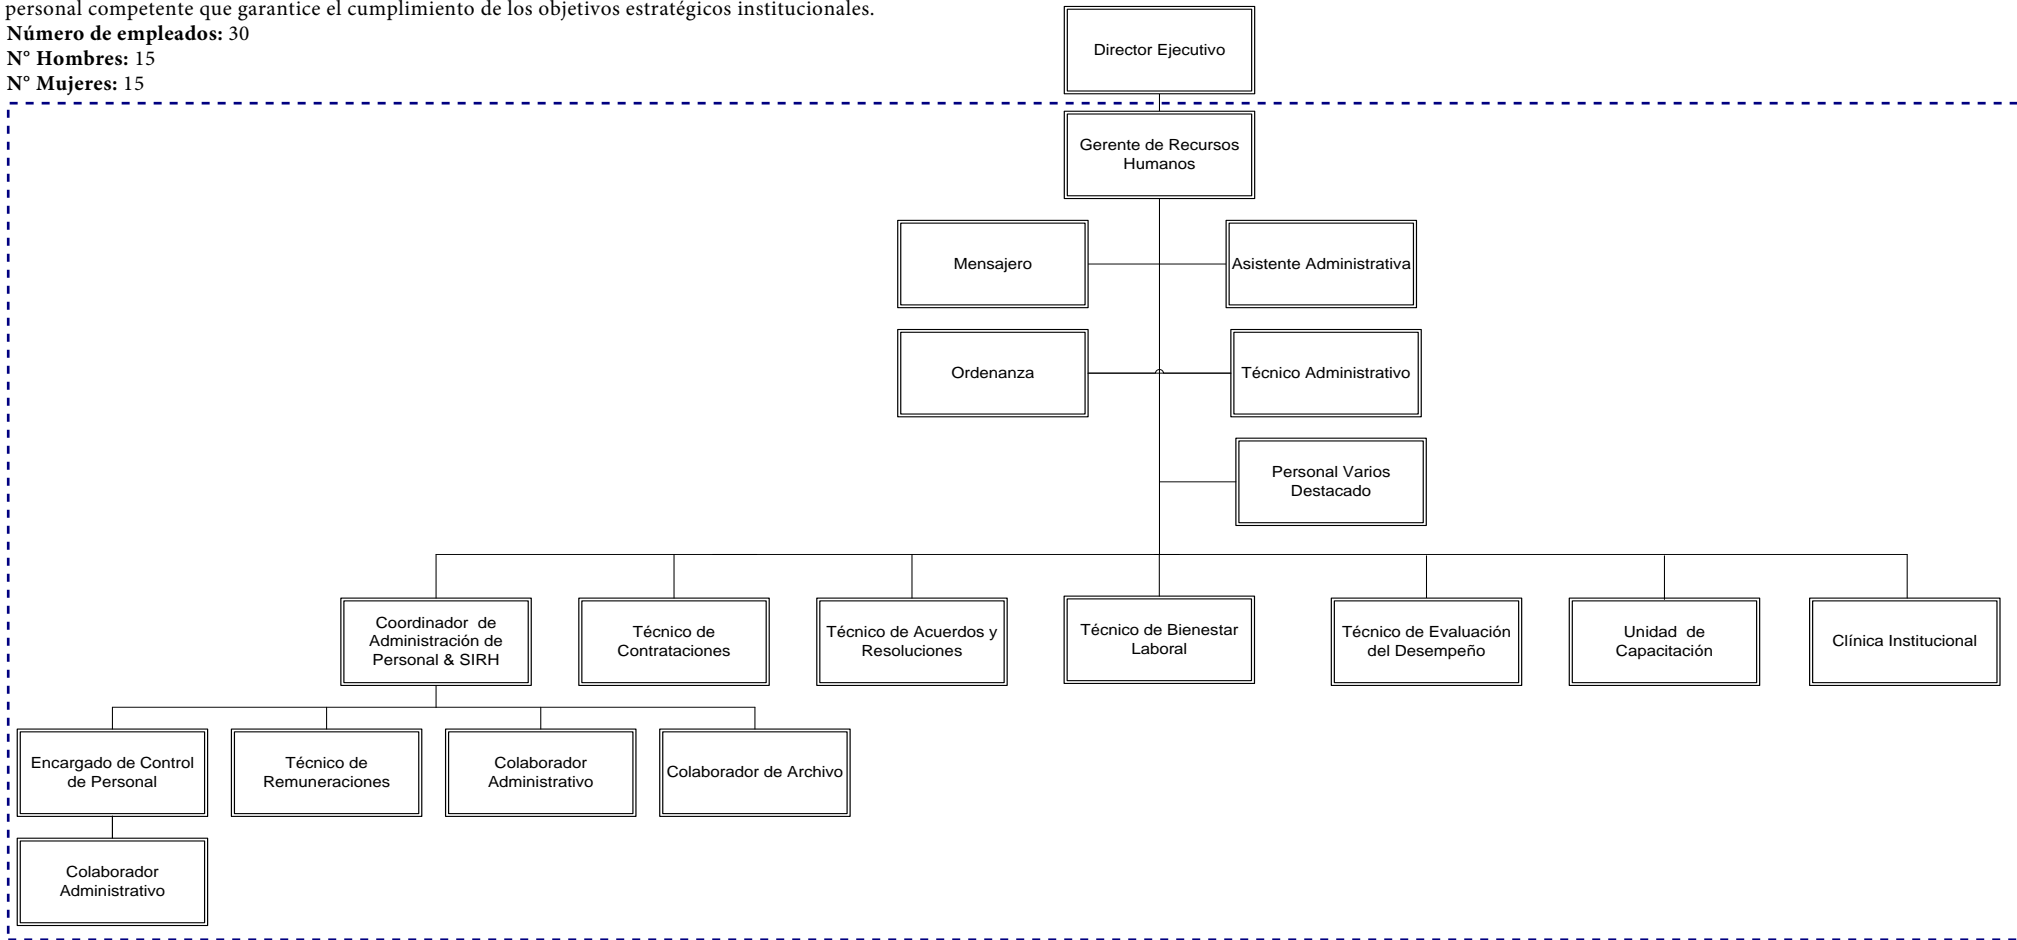 personal competente que garantice el cumplimiento de los objetivos estratégicos institucionales.
Número de empleados: 30
N° Hombres: 15
N° Mujeres: 15
Director Ejecutivo
Gerente de Recursos
Humanos
Mensajero
Asistente Administrativa
Ordenanza
Técnico Administrativo
Personal Varios
Destacado
Coordinador de
Administración de
Personal & SIRH
Técnico de
Contrataciones
Técnico de Acuerdos y
Resoluciones
Técnico de Bienestar
Laboral
Técnico de Evaluación
del Desempeño
Unidad de
Capacitación
Clínica Institucional
Encargado de Control
de Personal
Técnico de
Remuneraciones
Colaborador
Administrativo
Colaborador de Archivo
Colaborador
Administrativo